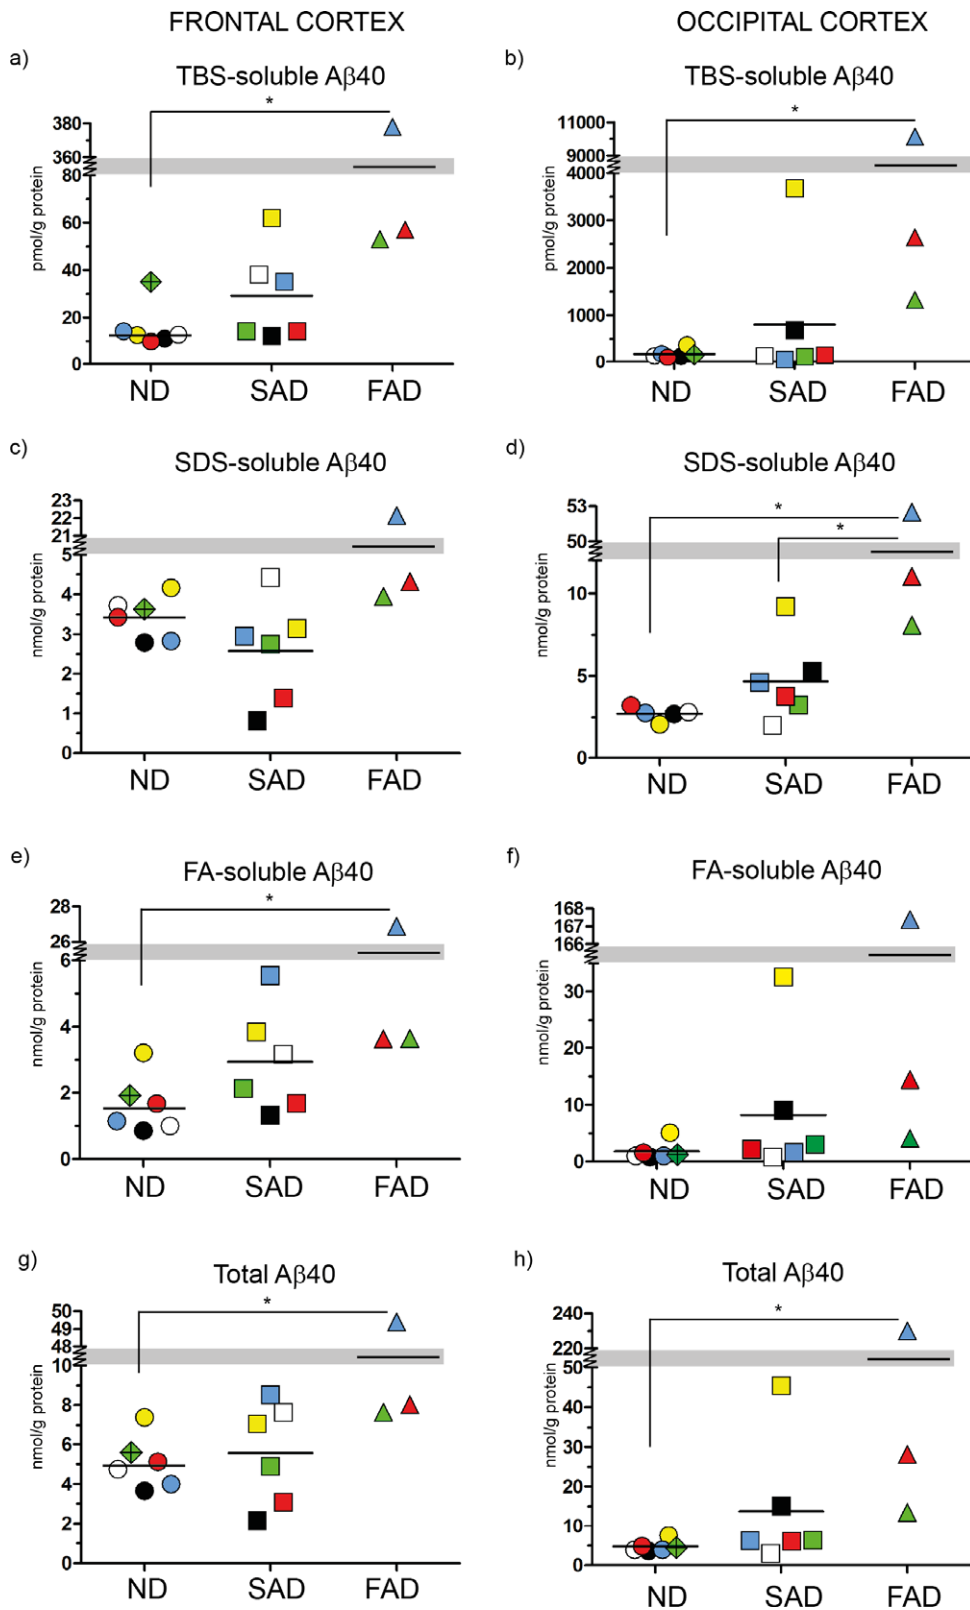 FRONTAL CORTEX
OCCIPITAL CORTEX
a)
TBS-soluble Aβ40
*
380
360
80
60
40
20
0
pmol/g protein
ND SAD FAD
b)
TBS-soluble Aβ40
*
11000
9000
4000
3000
2000
1000
0
pmol/g protein
ND SAD FAD
c)
SDS-soluble Aβ40
23
22
21
5
4
3
2
1
0
nmol/g protein
ND SAD FAD
d)
SDS-soluble Aβ40
*
*
53
50
10
5
0
nmol/g protein
ND SAD FAD
e)
FA-soluble Aβ40
*
28
26
6
4
2
0
nmol/g protein
ND SAD FAD
f)
FA-soluble Aβ40
168
167
166
30
20
10
0
nmol/g protein
ND SAD FAD
g)
Total Aβ40
*
50
49
48
10
8
6
4
2
0
nmol/g protein
ND SAD FAD
h)
Total Aβ40
*
240
220
50
40
30
20
10
0
nmol/g protein
ND SAD FAD